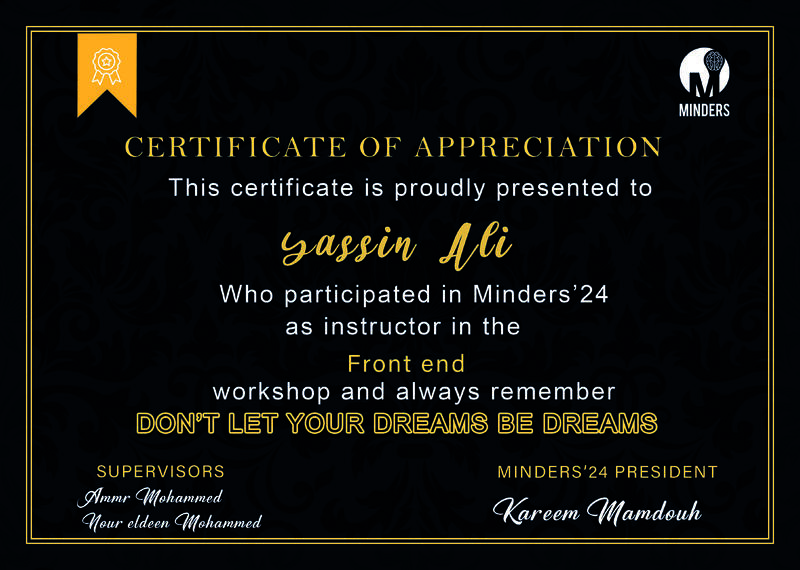 MINDERS
CERTIFICATE OF APPRECIATION
This certificate is proudly presented to
Yassin Ali
Who participated in Minders’24
as instructor in the
Front end
workshop and always remember
DON’T LET YOUR DREAMS BE DREAMS
SUPERVISORS
Ammr Mohammed
Nour eldeen Mohammed
MINDERS’24 PRESIDENT
Kareem Mamdouh